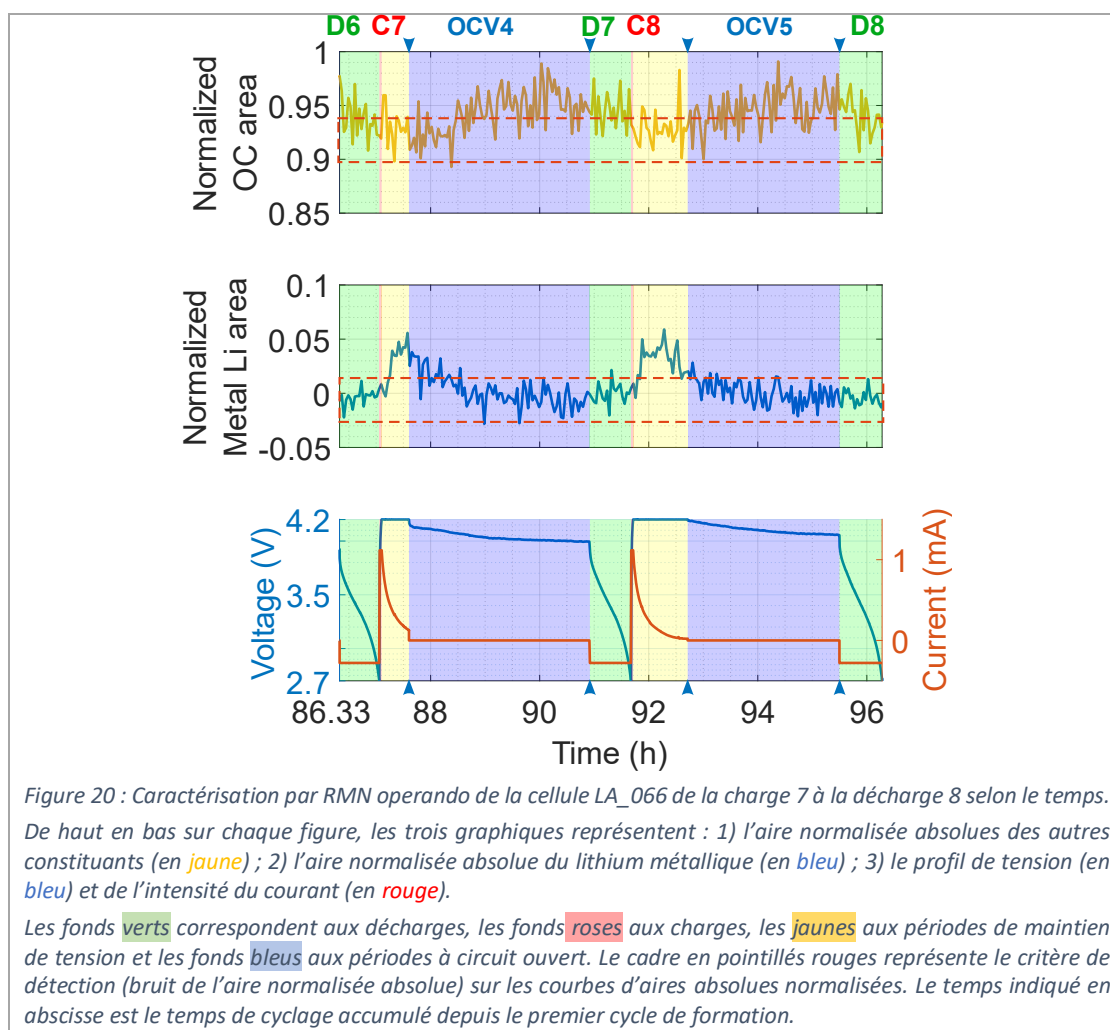 D6 C7 OCV4 D7 C8 OCV5 D8
Normalized
OC area
1
0.95
0.9
0.85
Normalized
Metal Li area
0.1
0.05
0
-0.05
Voltage (V)
4.2
3.5
2.7
Current (mA)
1
0
86.33 88 90 92 94 96
Time (h)
Figure 20 : Caractérisation par RMN operando de la cellule LA_066 de la charge 7 à la décharge 8 selon le temps.
De haut en bas sur chaque figure, les trois graphiques représentent : 1) l'aire normalisée absolues des autres
constituants (en jaune) ; 2) l'aire normalisée absolue du lithium métallique (en bleu) ; 3) le profil de tension (en
bleu) et de l'intensité du courant (en rouge).
Les fonds verts correspondent aux décharges, les fonds roses aux charges, les jaunes aux périodes de maintien
de tension et les fonds bleus aux périodes à circuit ouvert. Le cadre en pointillés rouges représente le critère de
détection (bruit de l'aire normalisée absolue) sur les courbes d'aires absolues normalisées. Le temps indiqué en
abscisse est le temps de cyclage accumulé depuis le premier cycle de formation.